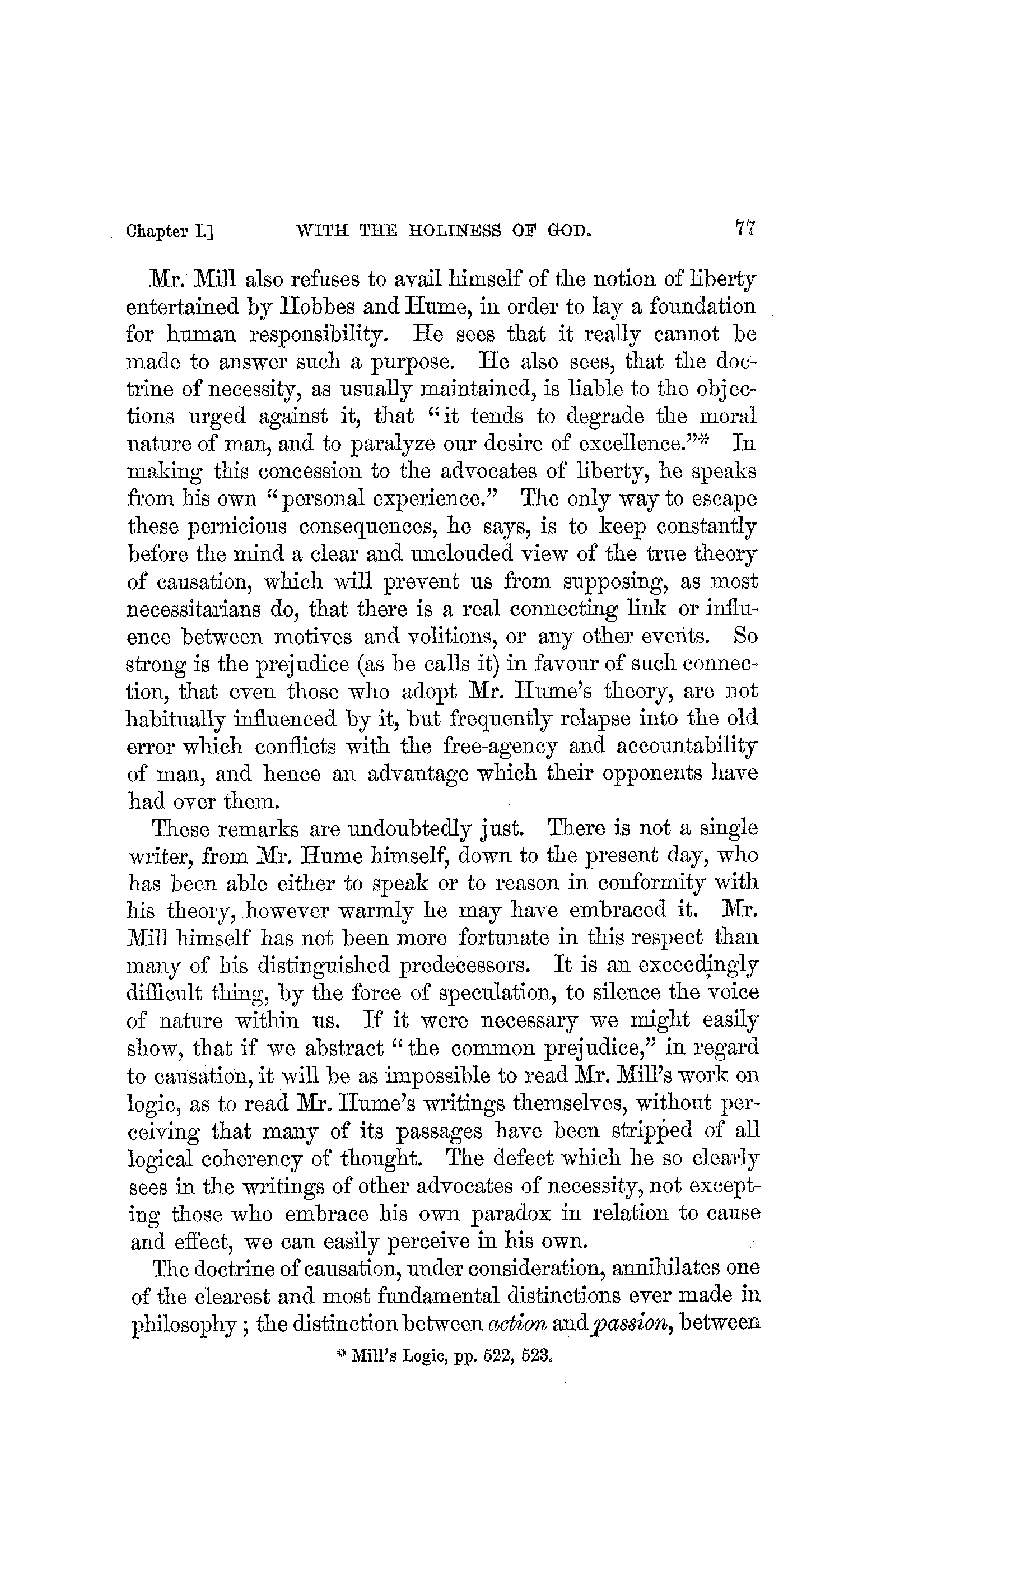 Chapter I.] WITH THE HOLINESS OF GOD. 77
Mr. Mill also refuses to avail himself of the notion of liberty
entertained by Hobbes and Hume, in order to lay a foundation
for human responsibility. He sees that it really cannot be
made to answer such a purpose. He also sees, that the doc-
trine of necessity, as usually maintained, is liable to the objec-
tions urged against it, that “it tends to degrade the moral
nature of man, and to paralyze our desire of excellence.”* In
making this concession to the advocates of liberty, he speaks
from his own “personal experience.” The only way to escape
these pernicious consequences, he says, is to keep constantly
before the mind a clear and unclouded view of the true theory
of causation, which will prevent us from supposing, as most
necessitarians do, that there is a real connecting link or influ-
ence between motives and volitions, or any other events. So
strong is the prejudice (as he calls it) in favour of such connec-
tion, that even those who adopt Mr. Hume’s theory, are not
habitually influenced by it, but frequently relapse into the old
error which conflicts with the free-agency and accountability
of man, and hence an advantage which their opponents have
had over them.
These remarks are undoubtedly just. There is not a single
writer, from Mr. Hume himself, down to the present day, who
has been able either to speak or to reason in conformity with
his theory, however warmly he may have embraced it. Mr.
Mill himself has not been more fortunate in this respect than
many of his distinguished predecessors. It is an exceedingly
difficult thing, by the force of speculation, to silence the voice
of nature within us. If it were necessary we might easily
show, that if we abstract “the common prejudice,” in regard
to causation, it will be as impossible to read Mr. Mill’s work on
logic, as to read Mr. Hume’s writings themselves, without per-
ceiving that many of its passages have been stripped of all
logical coherency of thought. The defect which he so clearly
sees in the writings of other advocates of necessity, not except-
ing those who embrace his own paradox in relation to cause
and effect, we can easily perceive in his own.
The doctrine of causation, under consideration, annihilates one
of the clearest and most fundamental distinctions ever made in
philosophy; the distinction between action and passion, between
* Mill’s Logic, pp. 522, 523.